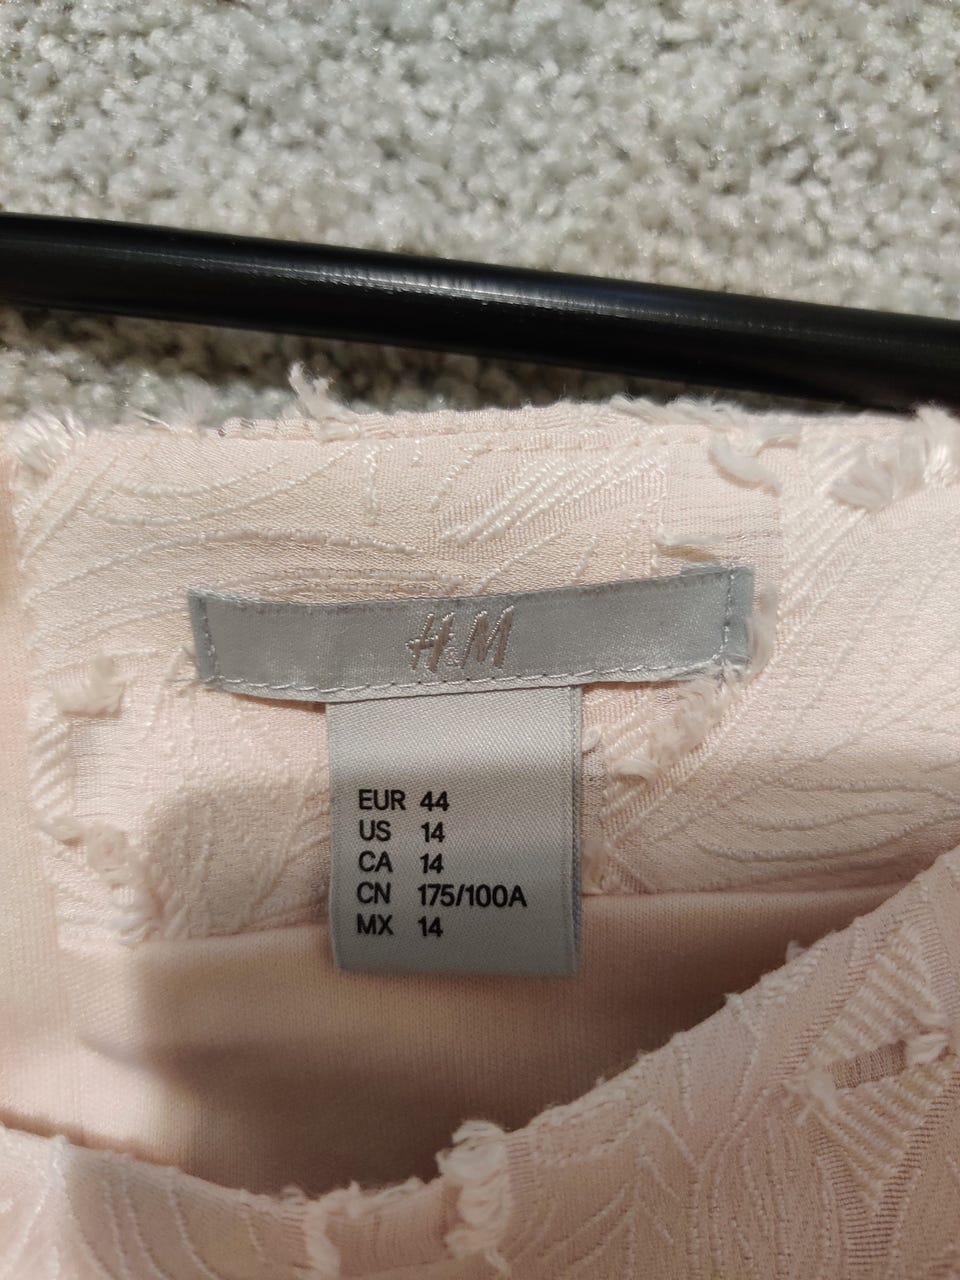 H&M
EUR 44
US 14
CA 14
CN 175/100A
MX 14